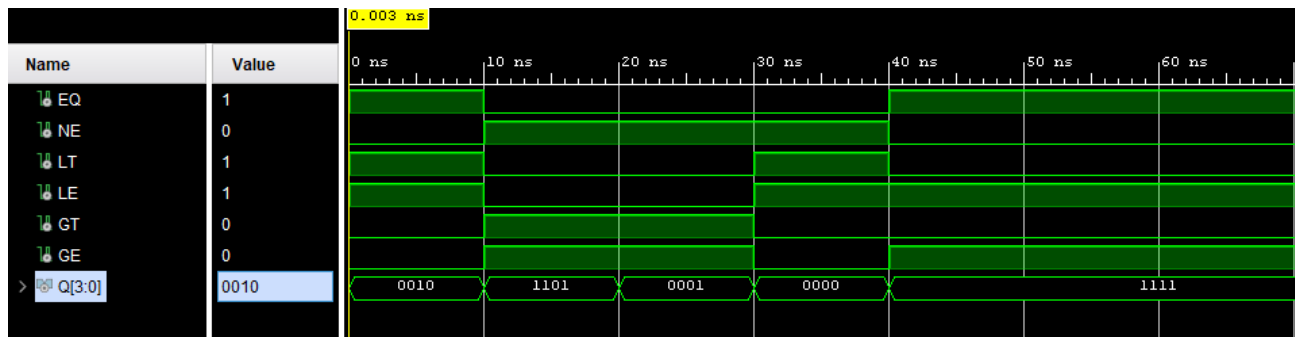 0.003 ns
Name Value 0 ns 10 ns 20 ns 30 ns 40 ns 50 ns 60 ns
EQ 1
NE 0
LT 1
LE 1
GT 0
GE 0
Q[3:0] 0010 0010 1101 0001 0000 1111